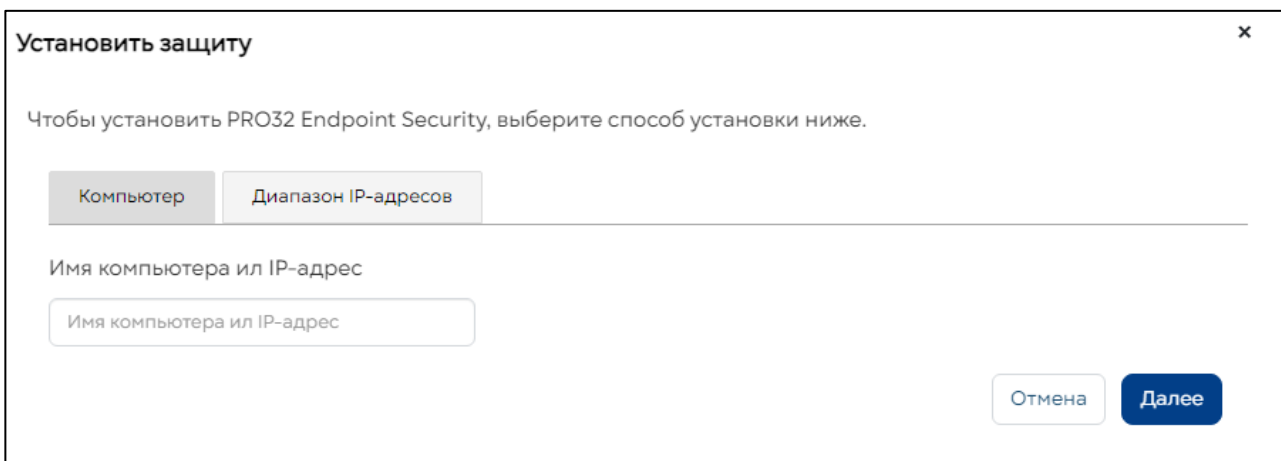 Установить защиту
×
Чтобы установить PRO32 Endpoint Security, выберите способ установки ниже.
Компьютер
Диапазон IP-адресов
Имя компьютера ил IP-адрес
Имя компьютера ил IP-адрес
Отмена
Далее